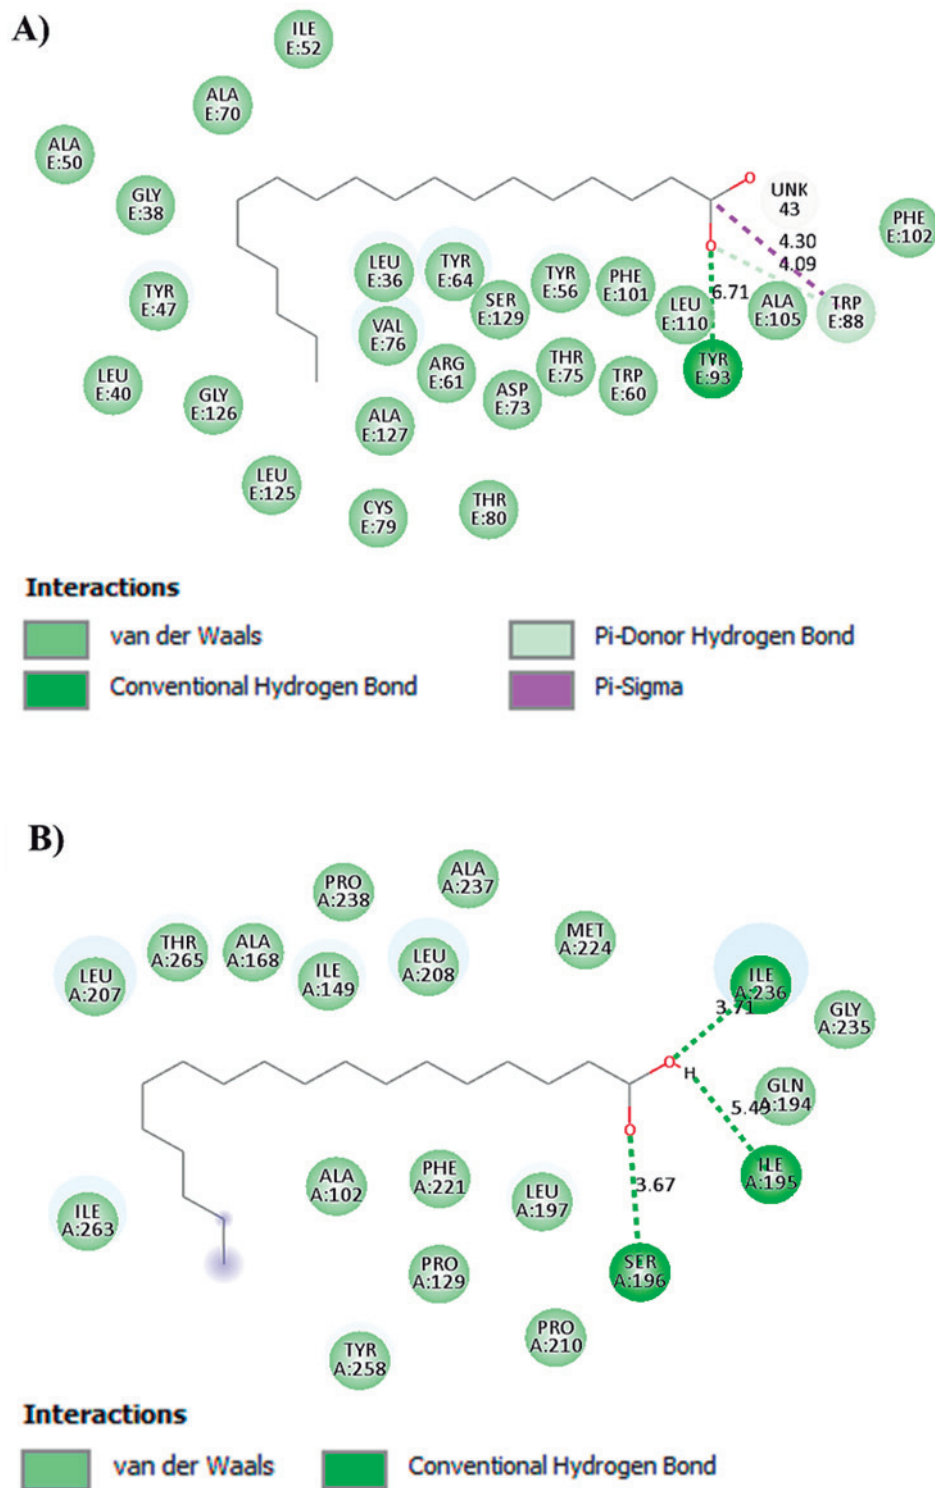 A)
ILE
E:52
ALA
E:70
ALA
E:50
GLY
E:38
O
UNK
43
PHE
E:102
O
4.30
4.09
TYR
E:47
LEU
E:36
TYR
E:64
SER
E:129
TYR
E:56
PHE
E:101
LEU
E:110
6.71
ALA
E:105
TRP
E:88
VAL
E:76
LEU
E:40
GLY
E:126
ARG
E:61
ASP
E:73
THR
E:75
TRP
E:60
TYR
E:93
ALA
E:127
LEU
E:125
CYS
E:79
THR
E:80
Interactions
van der Waals
Pi-Donor Hydrogen Bond
Conventional Hydrogen Bond
Pi-Sigma
B)
PRO
A:238
ALA
A:237
LEU
A:207
THR
A:265
ALA
A:168
ILE
A:149
LEU
A:208
MET
A:224
ILE
A:236
3.71
GLY
A:235
O
H
GLN
A:194
5.49
O
ILE
A:195
ILE
A:263
ALA
A:102
PHE
A:221
LEU
A:197
3.67
PRO
A:129
SER
A:196
TYR
A:258
PRO
A:210
Interactions
van der Waals
Conventional Hydrogen Bond